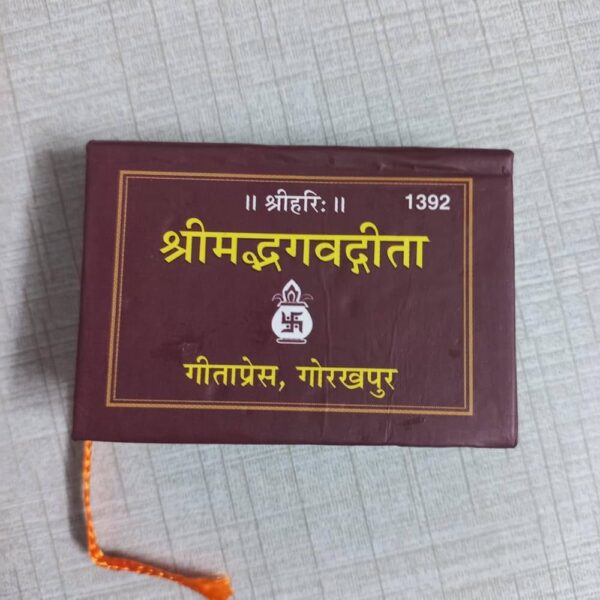 ॥ श्रीहरिः ॥ 1392
श्रीमद्भगवद्गीता
गीताप्रेस, गोरखपुर